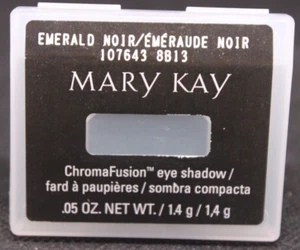 EMERALD NOIR/ÉMÉRAUDE NOIR
107643 8B13
MARY KAY
ChromaFusion™ eye shadow /
fard à paupières / sombra compacta
.05 OZ. NET WT. / 1.4 g / 1,4 g